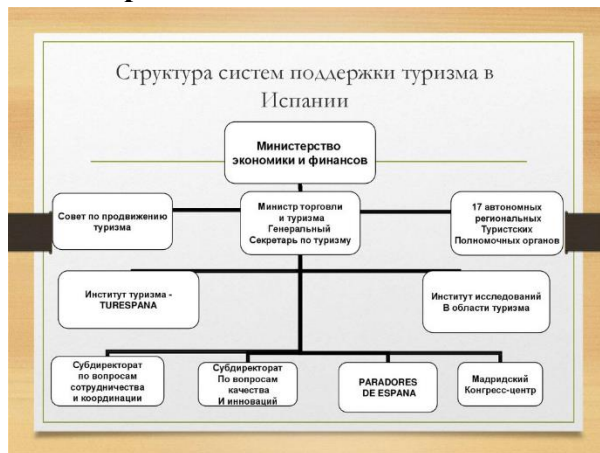 Структура систем поддержки туризма в
Испании
Министерство
экономики и финансов
Совет по продвижению
туризма
Министр торговли
и туризма
Генеральный
Секретарь по туризму
17 автономных
региональных
Туристских
Полномочных органов
Институт туризма -
TURESPANA
Институт исследований
В области туризма
Субдиректорат
по вопросам
сотрудничества
и координации
Субдиректорат
По вопросам
качества
И инноваций
PARADORES
DE ESPANA
Мадридский
Конгресс-центр